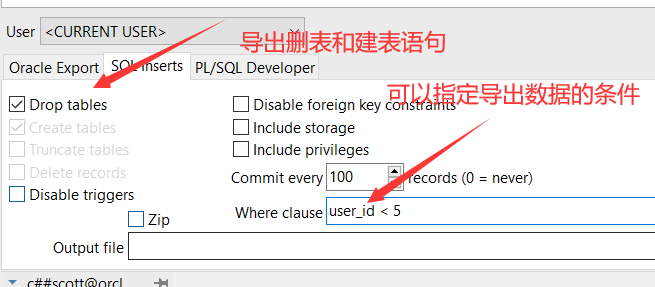 User <CURRENT USER>
导出删表和建表语句
Oracle Export SQL Inserts PL/SQL Developer
可以指定导出数据的条件
Drop tables Disable foreign key constraints
Create tables Include storage
Truncate tables Include privileges
Delete records Commit every 100 records (0 = never)
Disable triggers
Zip Where clause user_id < 5
Output file
c##scott@orcl